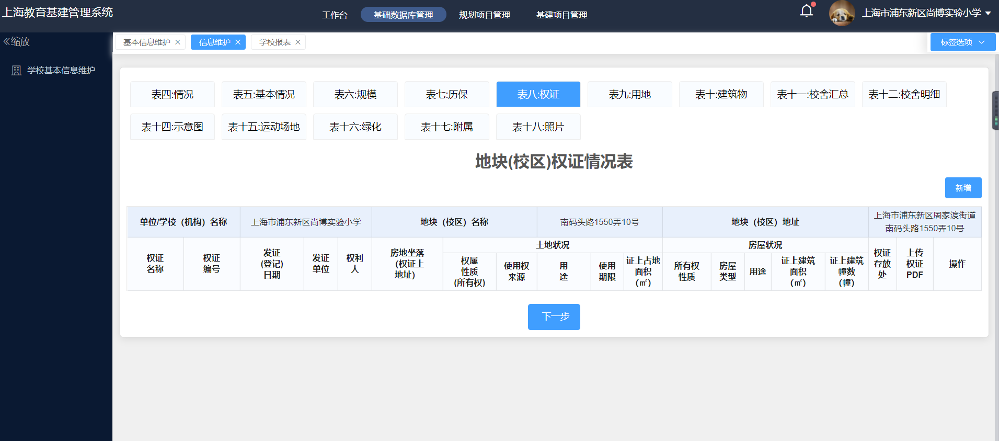 上海教育基建管理系统
工作台 基础数据库管理 规划项目管理 基建项目管理
上海市浦东新区尚博实验小学
缩放
学校基本信息维护
基本信息维护 信息维护 学校报表
标签选项
表四:情况 表五:基本情况 表六:规模 表七:历保 表八:权证 表九:用地 表十:建筑物 表十一:校舍汇总 表十二:校舍明细
表十四:示意图 表十五:运动场地 表十六:绿化 表十七:附属 表十八:照片
地块(校区)权证情况表
新增
单位/学校（机构）名称 上海市浦东新区尚博实验小学 地块（校区）名称 南码头路1550弄10号 地块（校区）地址
上海市浦东新区周家渡街道
南码头路1550弄10号
权证
名称
权证
编号
发证
(登记)
日期
发证
单位
权利
人
房地坐落
(权证上
地址)
土地状况
权属
性质
(所有权)
使用权
来源
用
途
使用
期限
证上占地
面积
(㎡)
房屋状况
所有权
性质
房屋
类型
用途
证上建筑
面积
(㎡)
证上建筑
幢数
(幢)
权证
存放
处
上传
权证
PDF
操作
下一步